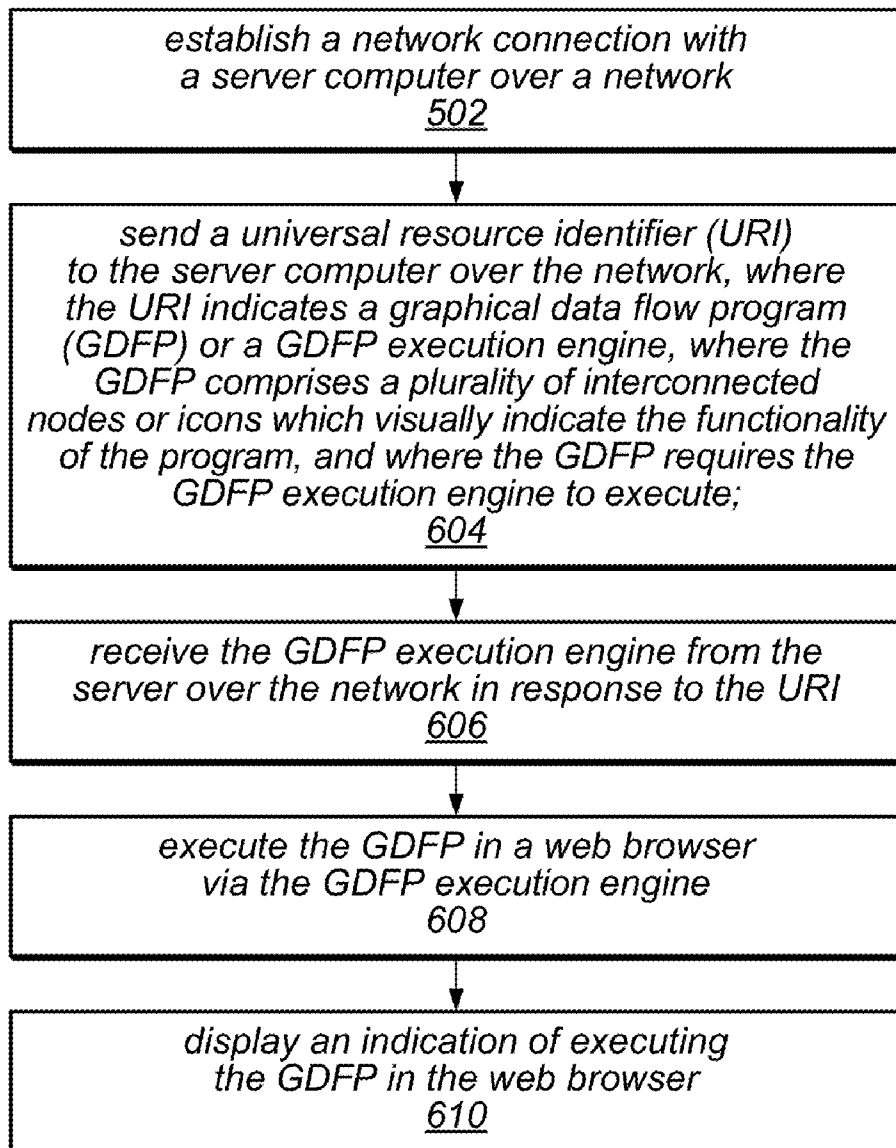 establish a network connection with
a server computer over a network
502
send a universal resource identifier (URI)
to the server computer over the network, where
the URI indicates a graphical data flow program
(GDFP) or a GDFP execution engine, where the
GDFP comprises a plurality of interconnected
nodes or icons which visually indicate the functionality
of the program, and where the GDFP requires the
GDFP execution engine to execute;
604
receive the GDFP execution engine from the
server over the network in response to the URI
606
execute the GDFP in a web browser
via the GDFP execution engine
608
display an indication of executing
the GDFP in the web browser
610